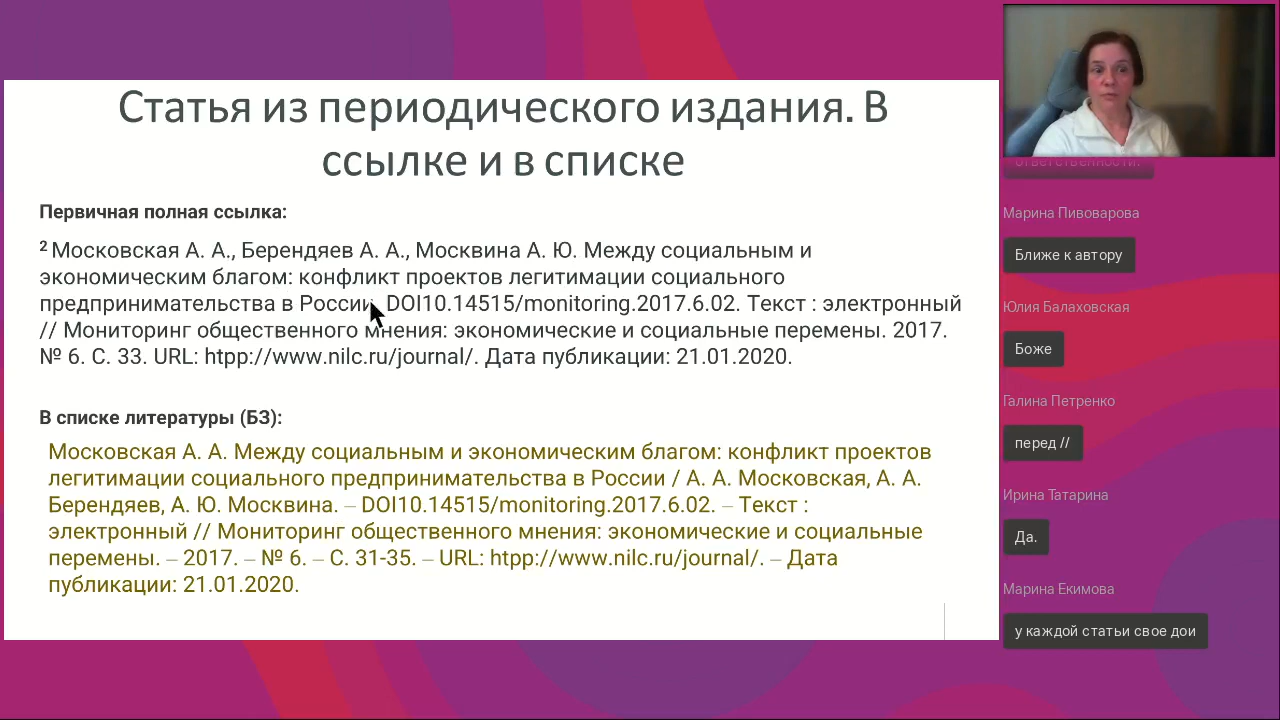 Статья из периодического издания. В
ссылке и в списке
Первичная полная ссылка:
² Московская А. А., Берендяев А. А., Москвина А. Ю. Между социальным и
экономическим благом: конфликт проектов легитимации социального
предпринимательства в России. DOI10.14515/monitoring.2017.6.02. Текст : электронный
// Мониторинг общественного мнения: экономические и социальные перемены. 2017.
№ 6. С. 33. URL: htpp://www.nilc.ru/journal/. Дата публикации: 21.01.2020.
В списке литературы (БЗ):
Московская А. А. Между социальным и экономическим благом: конфликт проектов
легитимации социального предпринимательства в России / А. А. Московская, А. А.
Берендяев, А. Ю. Москвина. – DOI10.14515/monitoring.2017.6.02. – Текст :
электронный // Мониторинг общественного мнения: экономические и социальные
перемены. – 2017. – № 6. – С. 31-35. – URL: htpp://www.nilc.ru/journal/. – Дата
публикации: 21.01.2020.
ответственности.
Марина Пивоварова
Ближе к автору
Юлия Балаховская
Боже
Галина Петренко
перед //
Ирина Татарина
Да.
Марина Екимова
у каждой статьи свое дои